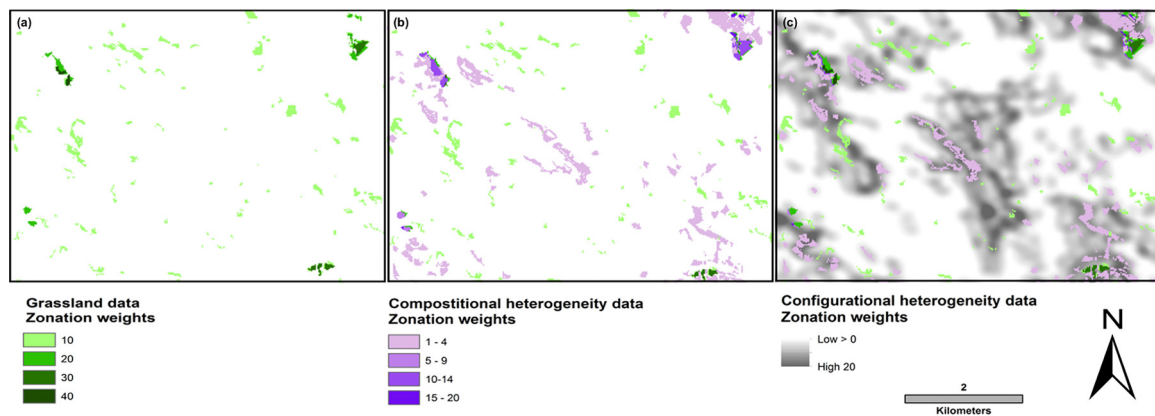 (a)
(b)
(c)
Grassland data
Zonation weights
10
20
30
40
Compostitional heterogeneity data
Zonation weights
1 - 4
5 - 9
10-14
15 - 20
Configurational heterogeneity data
Zonation weights
Low > 0
High 20
N
2
Kilometers